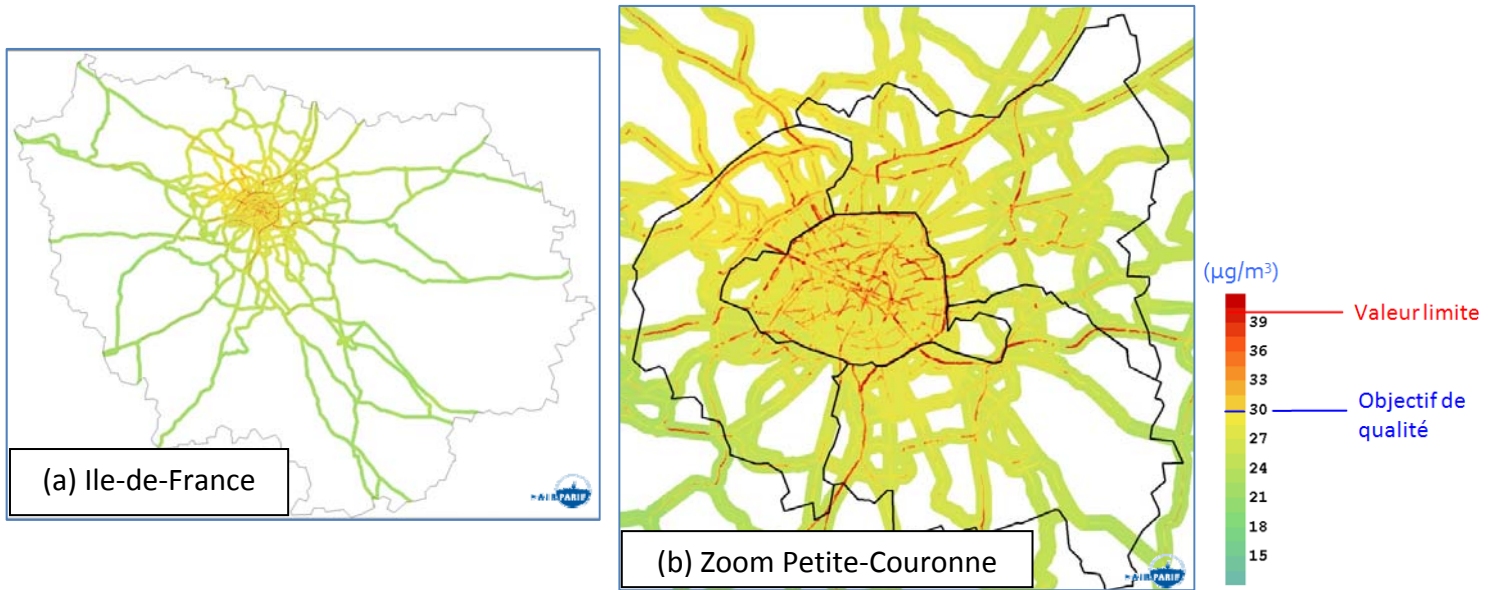 (a) Ile-de-France
AIRPARIF
(b) Zoom Petite-Couronne
AIRPARIF
(µg/m³)
39
36
33
30
27
24
21
18
15
Valeur limite
Objectif de
qualité